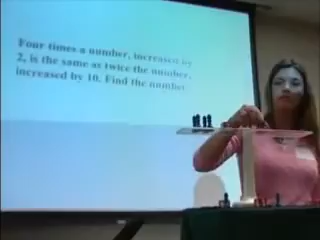 Four times a number, increased by
2, is the same as twice the number,
increased by 10. Find the number